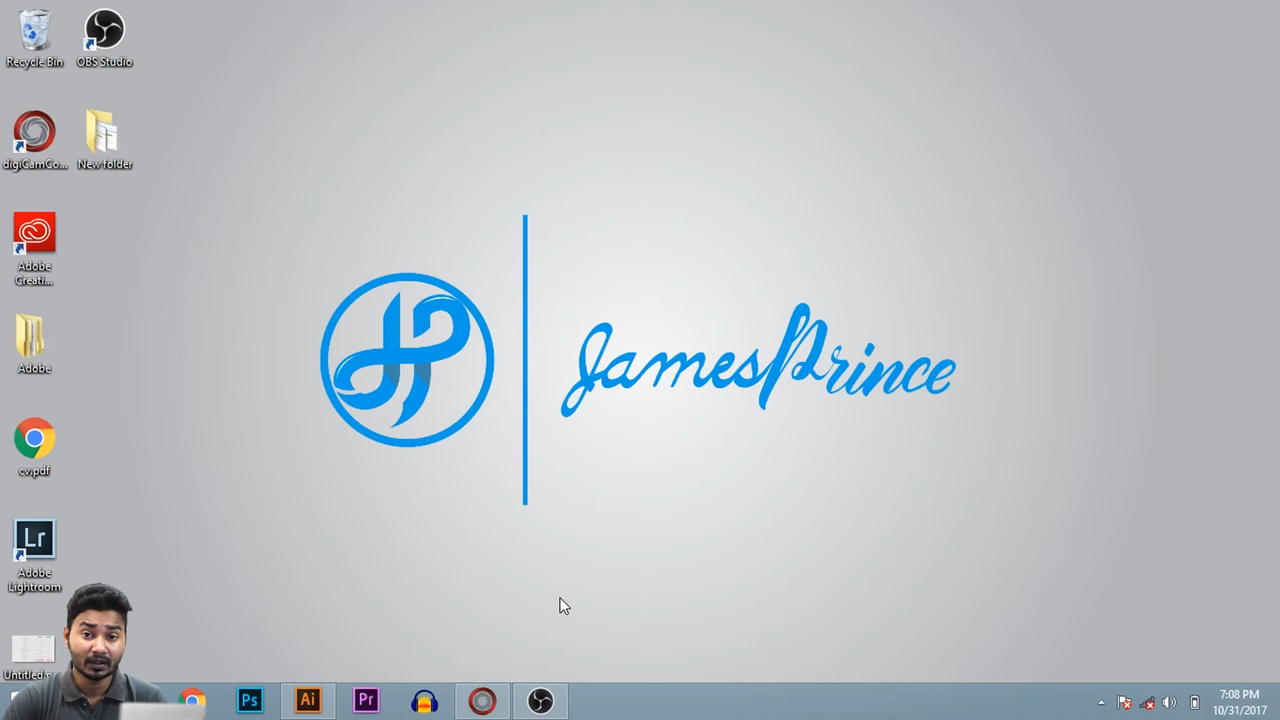 Recycle Bin
OBS Studio
digiCamCo...
New folder
Adobe
Creati...
Adobe
cv.pdf
Lr
Adobe
Lightroom
JamesPrince
Ps
Ai
Pr
7:08 PM
10/31/2017